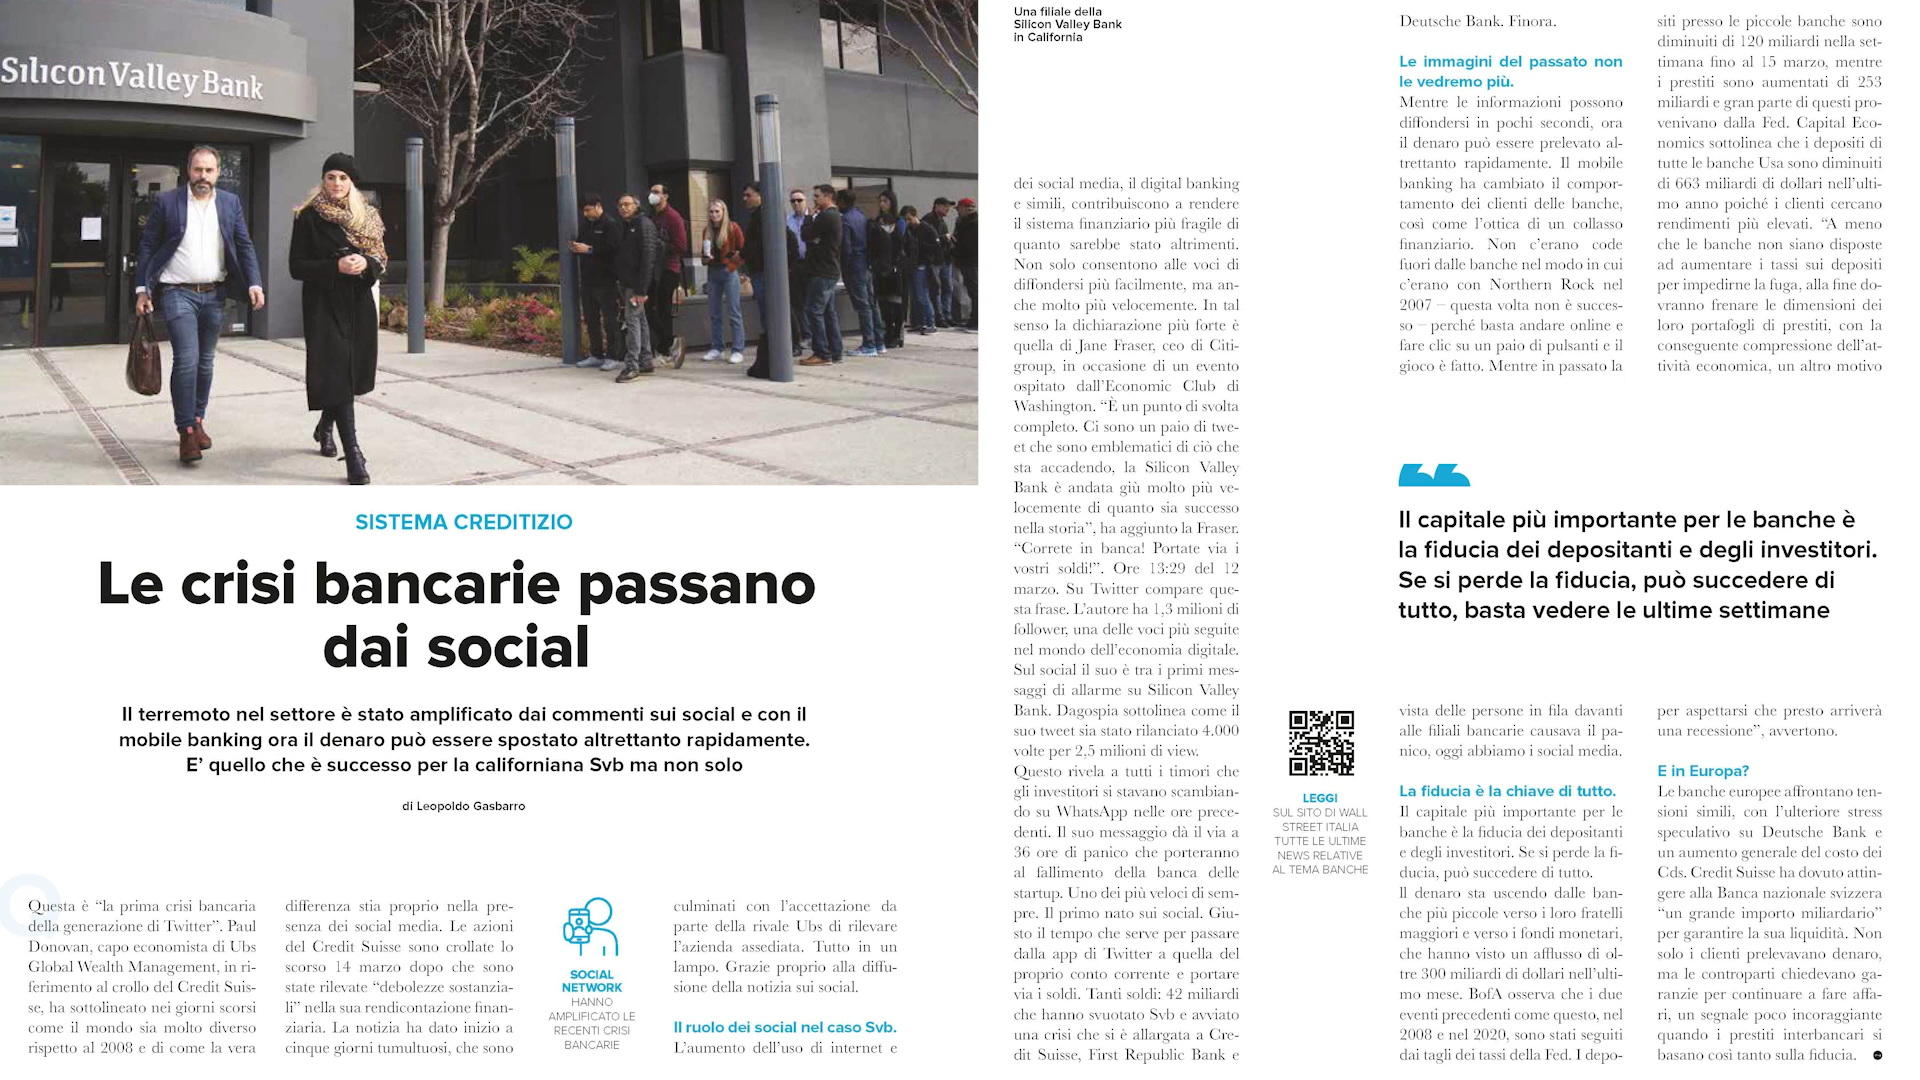 Silicon Valley Bank
SISTEMA CREDITIZIO
Le crisi bancarie passano
dai social
Il terremoto nel settore è stato amplificato dai commenti sui social e con il
mobile banking ora il denaro può essere spostato altrettanto rapidamente.
E' quello che è successo per la californiana Svb ma non solo
di Leopoldo Gasbarro
Questa è “la prima crisi bancaria
della generazione di Twitter”. Paul
Donovan, capo economista di Ubs
Global Wealth Management, in ri-
ferimento al crollo del Credit Suis-
se, ha sottolineato nei giorni scorsi
come il mondo sia molto diverso
rispetto al 2008 e di come la vera
differenza stia proprio nella pre-
senza dei social media. Le azioni
del Credit Suisse sono crollate lo
scorso 14 marzo dopo che sono
state rilevate “debolezze sostanzia-
li” nella sua rendicontazione finan-
ziaria. La notizia ha dato inizio a
cinque giorni tumultuosi, che sono
SOCIAL
NETWORK
HANNO
AMPLIFICATO LE
RECENTI CRISI
BANCARIE
culminati con l’accettazione da
parte della rivale Ubs di rilevare
l’azienda assediata. Tutto in un
lampo. Grazie proprio alla diffu-
sione della notizia sui social.
Il ruolo dei social nel caso Svb.
L’aumento dell’uso di internet e
Una filiale della
Silicon Valley Bank
in California
dei social media, il digital banking
e simili, contribuiscono a rendere
il sistema finanziario più fragile di
quanto sarebbe stato altrimenti.
Non solo consentono alle voci di
diffondersi più facilmente, ma an-
che molto più velocemente. In tal
senso la dichiarazione più forte è
quella di Jane Fraser, ceo di Citi-
group, in occasione di un evento
ospitato dall’Economic Club di
Washington. “È un punto di svolta
completo. Ci sono un paio di twe-
et che sono emblematici di ciò che
sta accadendo, la Silicon Valley
Bank è andata giù molto più ve-
locemente di quanto sia successo
nella storia”, ha aggiunto la Fraser.
“Correte in banca! Portate via i
vostri soldi!”. Ore 13:29 del 12
marzo. Su Twitter compare que-
sta frase. L’autore ha 1,3 milioni di
follower, una delle voci più seguite
nel mondo dell’economia digitale.
Sul social il suo è tra i primi mes-
saggi di allarme su Silicon Valley
Bank. Dagospia sottolinea come il
suo tweet sia stato rilanciato 4.000
volte per 2,5 milioni di view.
Questo rivela a tutti i timori che
gli investitori si stavano scambian-
do su WhatsApp nelle ore prece-
denti. Il suo messaggio dà il via a
36 ore di panico che porteranno
al fallimento della banca delle
startup. Uno dei più veloci di sem-
pre. Il primo nato sui social. Giu-
sto il tempo che serve per passare
dalla app di Twitter a quella del
proprio conto corrente e portare
via i soldi. Tanti soldi: 42 miliardi
che hanno svuotato Svb e avviato
una crisi che si è allargata a Cre-
dit Suisse, First Republic Bank e
LEGGI
SUL SITO DI WALL
STREET ITALIA
TUTTE LE ULTIME
NEWS RELATIVE
AL TEMA BANCHE
Deutsche Bank. Finora.
Le immagini del passato non
le vedremo più.
Mentre le informazioni possono
diffondersi in pochi secondi, ora
il denaro può essere prelevato al-
trettanto rapidamente. Il mobile
banking ha cambiato il compor-
tamento dei clienti delle banche,
così come l’ottica di un collasso
finanziario. Non c’erano code
fuori dalle banche nel modo in cui
c’erano con Northern Rock nel
2007 – questa volta non è succes-
so – perché basta andare online e
fare clic su un paio di pulsanti e il
gioco è fatto. Mentre in passato la
siti presso le piccole banche sono
diminuiti di 120 miliardi nella set-
timana fino al 15 marzo, mentre
i prestiti sono aumentati di 253
miliardi e gran parte di questi pro-
venivano dalla Fed. Capital Eco-
nomics sottolinea che i depositi di
tutte le banche Usa sono diminuiti
di 663 miliardi di dollari nell’ulti-
mo anno poiché i clienti cercano
rendimenti più elevati. “A meno
che le banche non siano disposte
ad aumentare i tassi sui depositi
per impedirne la fuga, alla fine do-
vranno frenare le dimensioni dei
loro portafogli di prestiti, con la
conseguente compressione dell’at-
tività economica, un altro motivo
Il capitale più importante per le banche è
la fiducia dei depositanti e degli investitori.
Se si perde la fiducia, può succedere di
tutto, basta vedere le ultime settimane
vista delle persone in fila davanti
alle filiali bancarie causava il pa-
nico, oggi abbiamo i social media.
La fiducia è la chiave di tutto.
Il capitale più importante per le
banche è la fiducia dei depositanti
e degli investitori. Se si perde la fi-
ducia, può succedere di tutto.
Il denaro sta uscendo dalle ban-
che più piccole verso i loro fratelli
maggiori e verso i fondi monetari,
che hanno visto un afflusso di ol-
tre 300 miliardi di dollari nell’ulti-
mo mese. BofA osserva che i due
eventi precedenti come questo, nel
2008 e nel 2020, sono stati seguiti
dai tagli dei tassi della Fed. I depo-
per aspettarsi che presto arriverà
una recessione”, avvertono.
E in Europa?
Le banche europee affrontano ten-
sioni simili, con l’ulteriore stress
speculativo su Deutsche Bank e
un aumento generale del costo dei
Cds. Credit Suisse ha dovuto attin-
gere alla Banca nazionale svizzera
“un grande importo miliardario”
per garantire la sua liquidità. Non
solo i clienti prelevavano denaro,
ma le controparti chiedevano ga-
ranzie per continuare a fare affa-
ri, un segnale poco incoraggiante
quando i prestiti interbancari si
basano così tanto sulla fiducia.